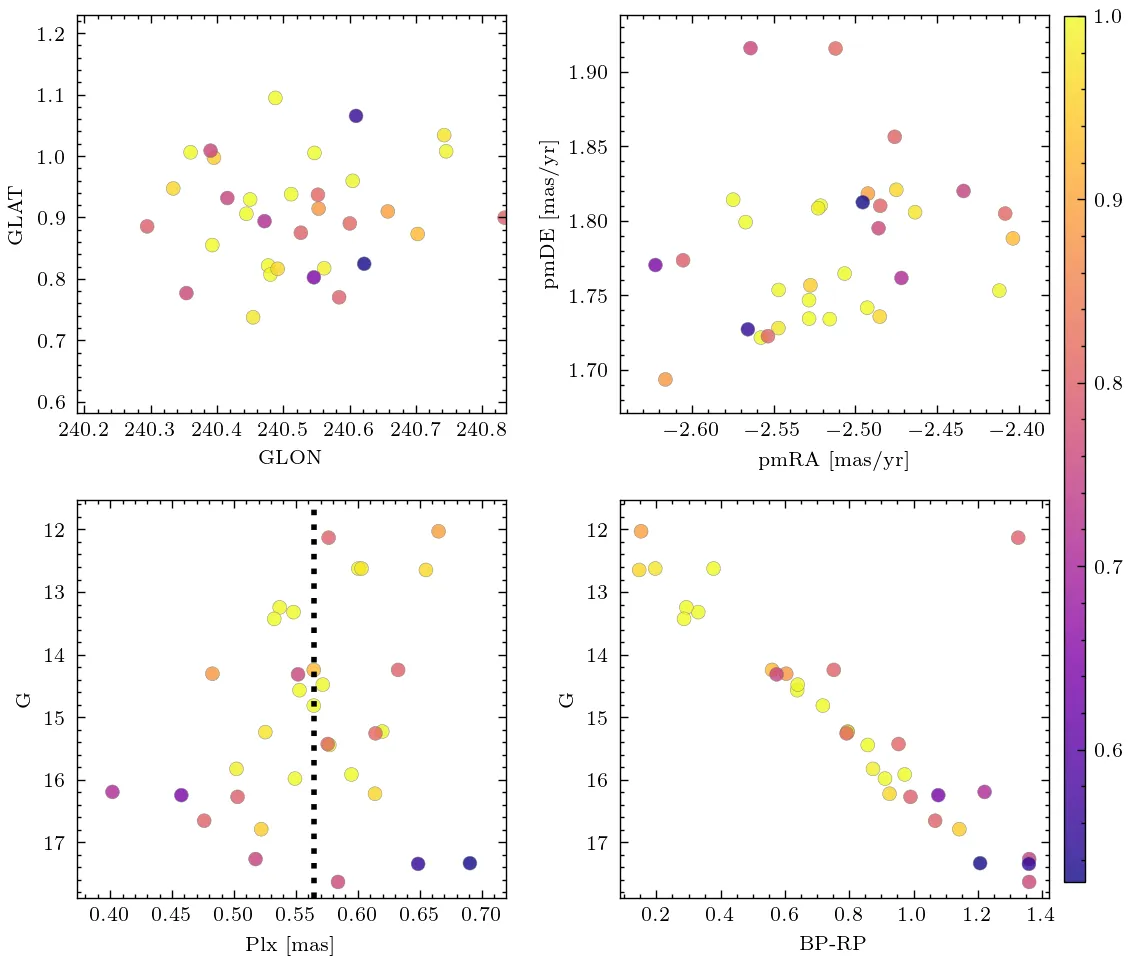 1.2
1.1
1.0
0.9
0.8
0.7
0.6
GLAT
240.2 240.3 240.4 240.5 240.6 240.7 240.8
GLON
1.90
1.85
1.80
1.75
1.70
pmDE [mas/yr]
−2.60 −2.55 −2.50 −2.45 −2.40
pmRA [mas/yr]
1.0
0.9
0.8
0.7
0.6
12
13
14
15
16
17
G
0.40 0.45 0.50 0.55 0.60 0.65 0.70
Plx [mas]
12
13
14
15
16
17
G
0.2 0.4 0.6 0.8 1.0 1.2 1.4
BP-RP